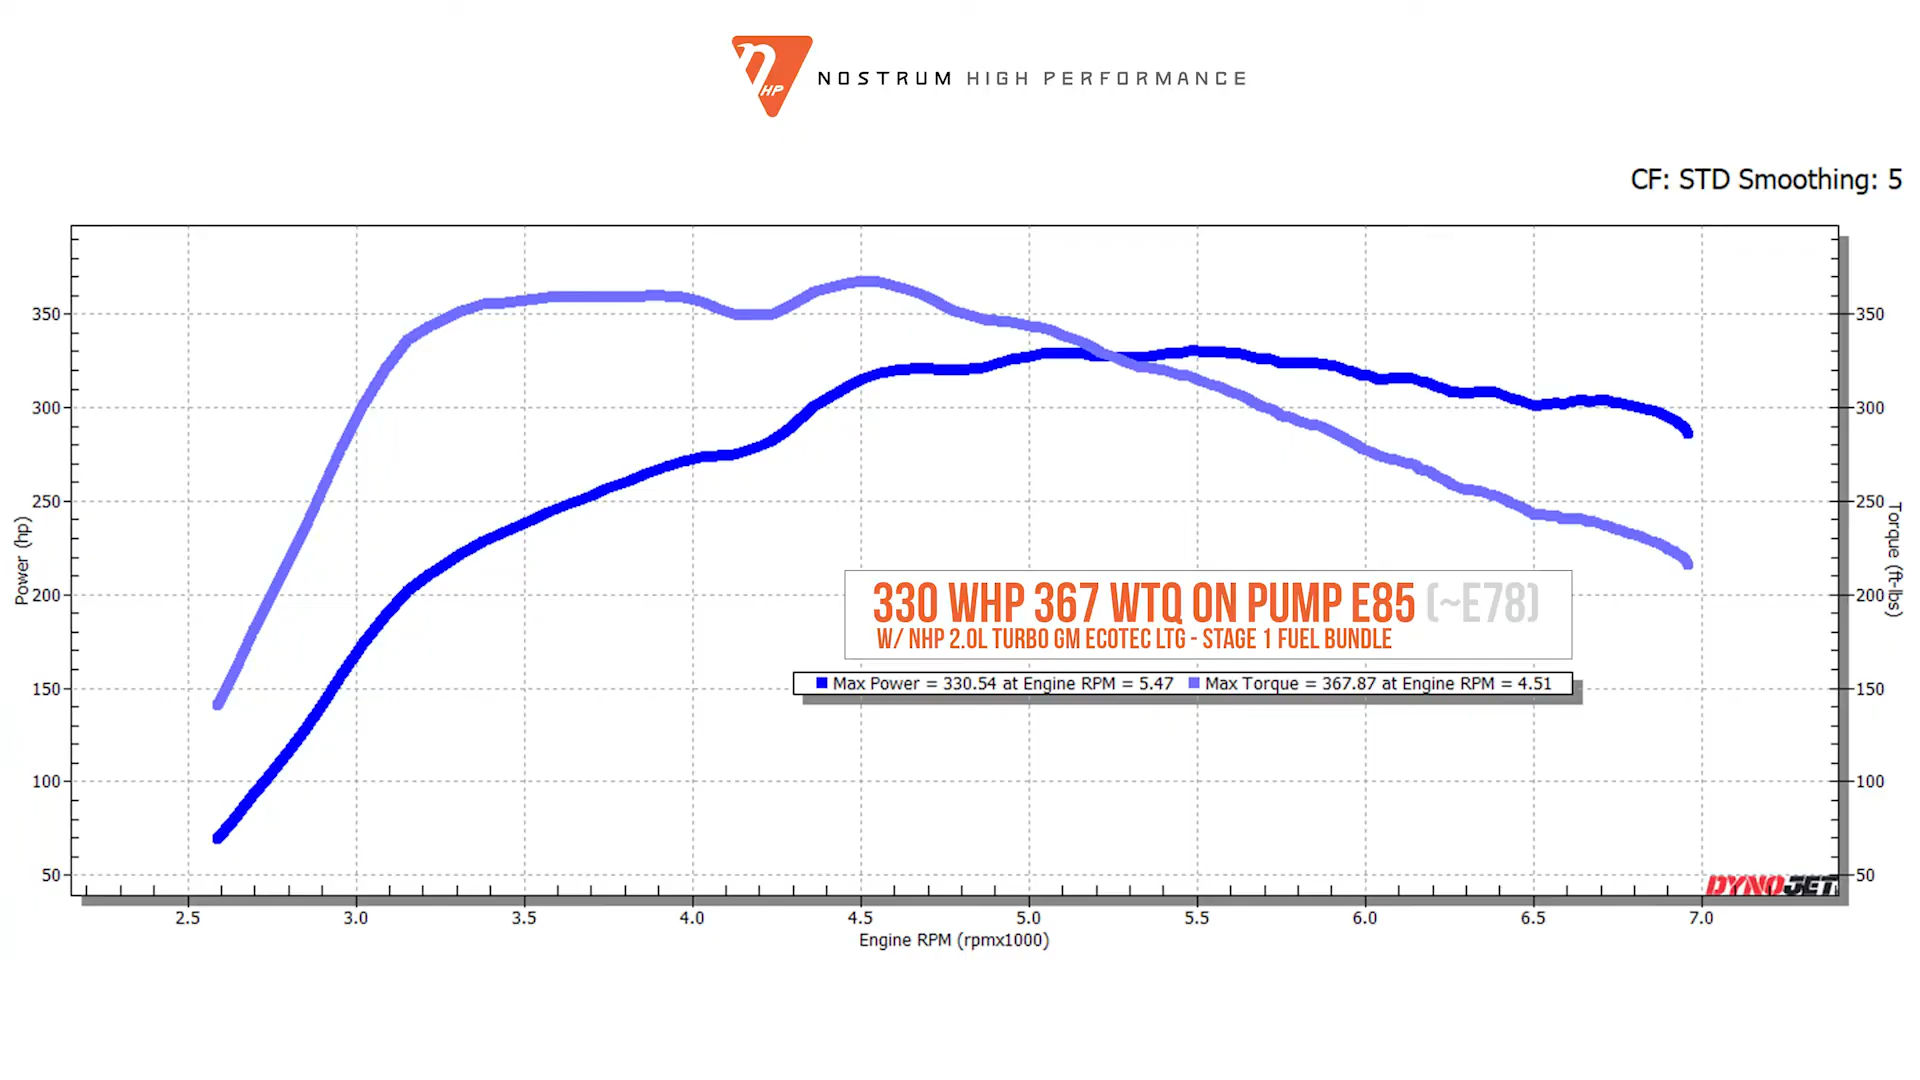 n
HP
NOSTRUM HIGH PERFORMANCE
CF: STD Smoothing: 5
350
300
250
200
150
100
50
Power (hp)
350
300
250
200
150
100
50
Torque (ft-lbs)
330 WHP 367 WTQ ON PUMP E85 (~E78)
W/ NHP 2.0L TURBO GM ECOTEC LTG - STAGE 1 FUEL BUNDLE
Max Power = 330.54 at Engine RPM = 5.47 Max Torque = 367.87 at Engine RPM = 4.51
DYNOJET
2.5 3.0 3.5 4.0 4.5 5.0 5.5 6.0 6.5 7.0
Engine RPM (rpmx1000)